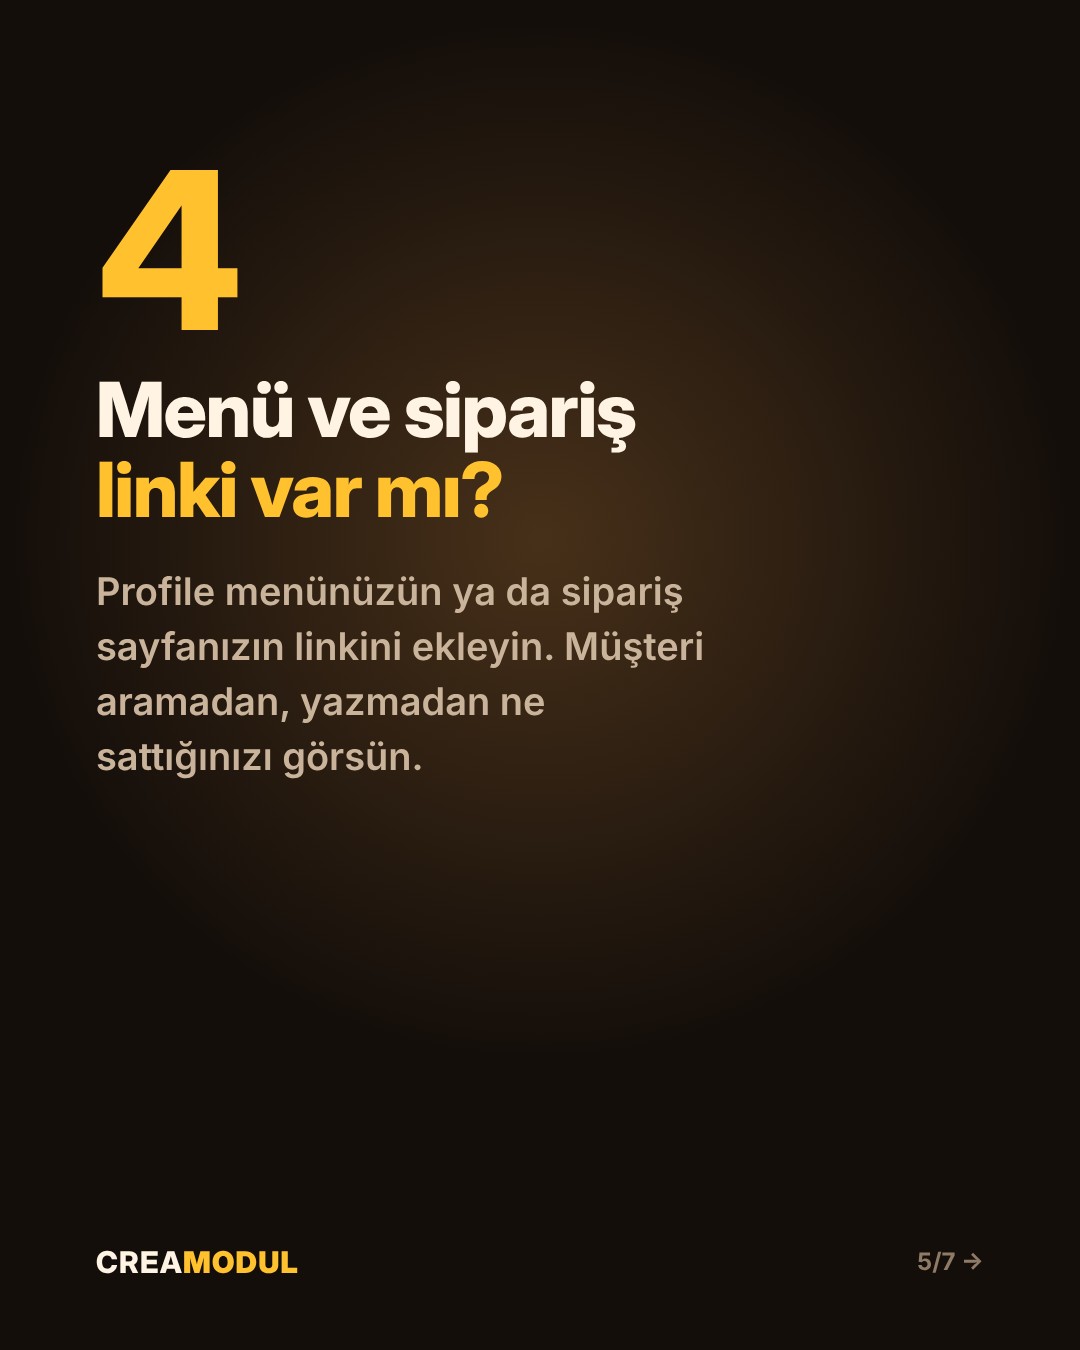 4
Menü ve sipariş
linki var mı?
Profile menünüzün ya da sipariş
sayfanızın linkini ekleyin. Müşteri
aramadan, yazmadan ne
sattığınızı görsün.
CREAMODUL
5/7 →